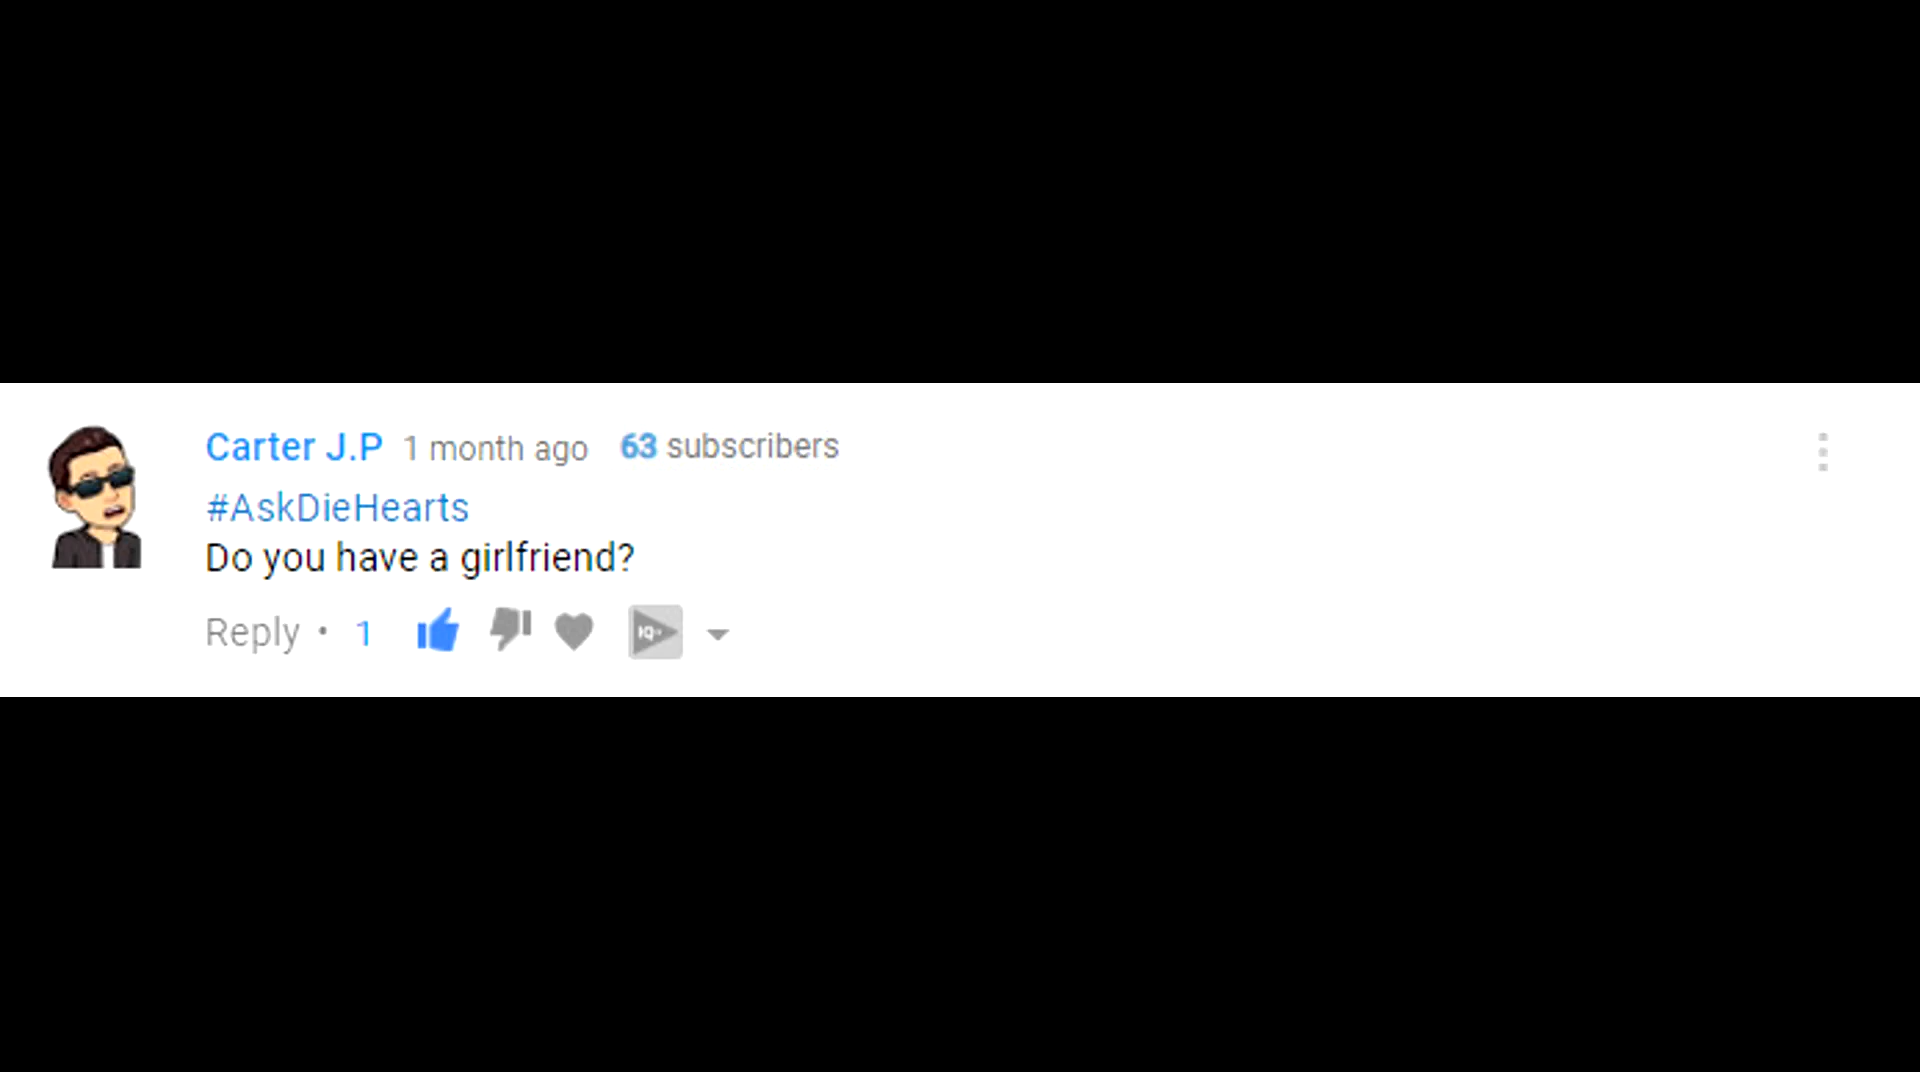 Carter J.P 1 month ago 63 subscribers
#AskDieHearts
Do you have a girlfriend?
Reply • 1